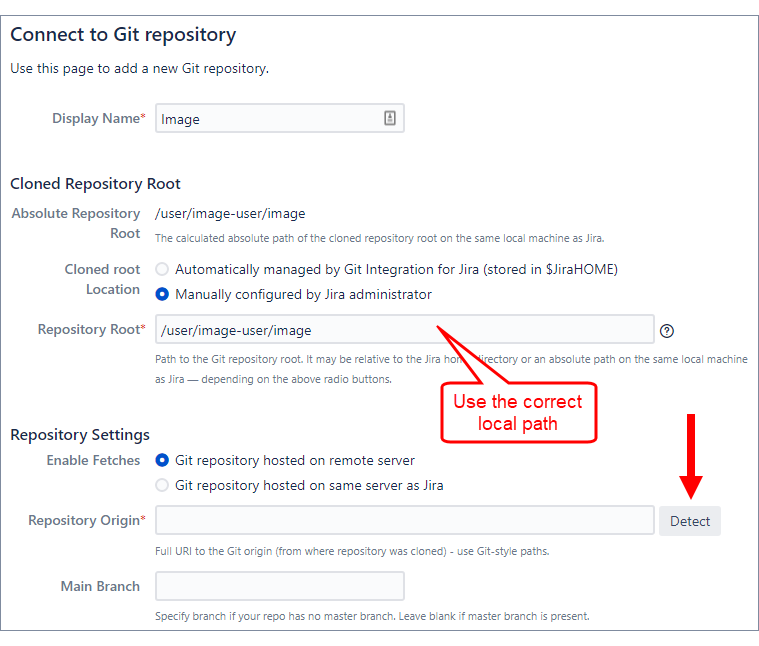 Connect to Git repository
Use this page to add a new Git repository.
Display Name*
Image
Cloned Repository Root
Absolute Repository
Root
/user/image-user/image
The calculated absolute path of the cloned repository root on the same local machine as Jira.
Cloned root
Location
Automatically managed by Git Integration for Jira (stored in $JiraHOME)
Manually configured by Jira administrator
Repository Root*
/user/image-user/image
Path to the Git repository root. It may be relative to the Jira directory or an absolute path on the same local machine
as Jira — depending on the above radio buttons.
Use the correct
local path
Repository Settings
Enable Fetches
Git repository hosted on remote server
Git repository hosted on same server as Jira
Repository Origin*
Detect
Full URI to the Git origin (from where repository was cloned) - use Git-style paths.
Main Branch
Specify branch if your repo has no master branch. Leave blank if master branch is present.